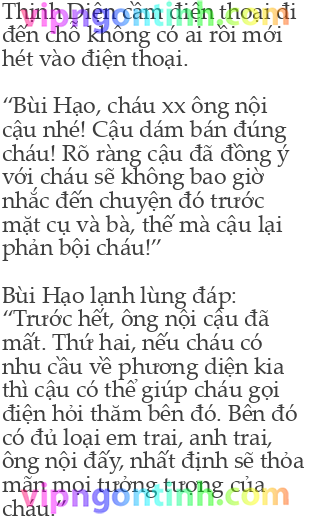 Thịnh Diện cầm điện thoại đi
đến chỗ không có ai rồi mới
hét vào điện thoại.
“Bùi Hạo, cháu xx ông nội
cậu nhé! Cậu dám bán đúng
cháu! Rõ ràng cậu đã đồng ý
với cháu sẽ không bao giờ
nhắc đến chuyện đó trước
mặt cụ và bà, thế mà cậu lại
phản bội cháu!”
Bùi Hạo lạnh lùng đáp:
“Trước hết, ông nội cậu đã
mất. Thứ hai, nếu cháu có
nhu cầu về phương diện kia
thì cậu có thể giúp cháu gọi
điện hỏi thăm bên đó. Bên đó
có đủ loại em trai, anh trai,
ông nội đấy, nhất định sẽ thỏa
mãn mọi tưởng tượng của
cháu.”
vipngontinh.com
vipngontinh.com